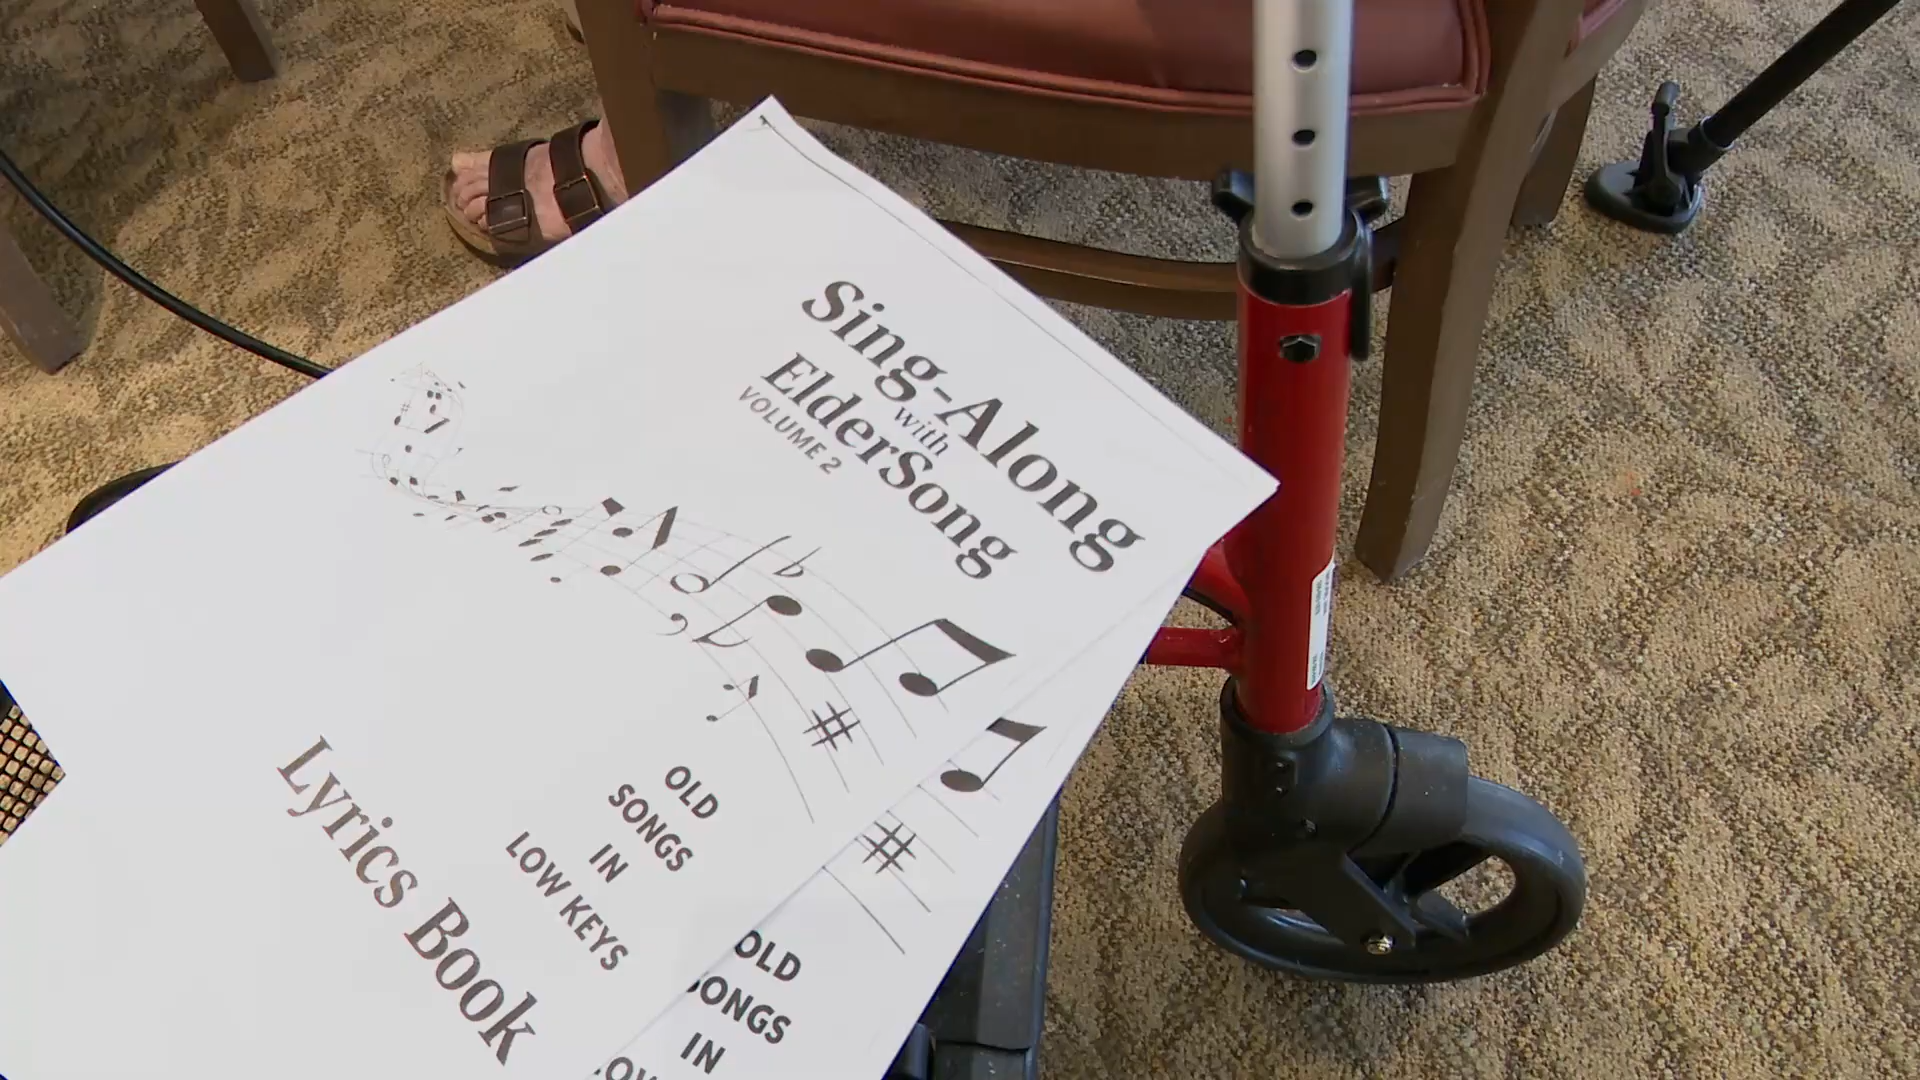 Sing-Along
with
ElderSong
VOLUME 2
OLD
SONGS
IN
LOW KEYS
Lyrics Book
OLD
SONGS
IN